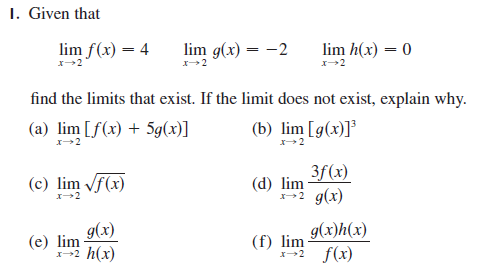 1. Given that
lim f(x) = 4 lim g(x) = −2 lim h(x) = 0
x→2 x→2 x→2
find the limits that exist. If the limit does not exist, explain why.
(a) lim [f(x) + 5g(x)] (b) lim [g(x)]³
x→2 x→2
(c) lim √f(x) (d) lim 3f(x)/g(x)
x→2 x→2
(e) lim g(x)/h(x) (f) lim g(x)h(x)/f(x)
x→2 x→2